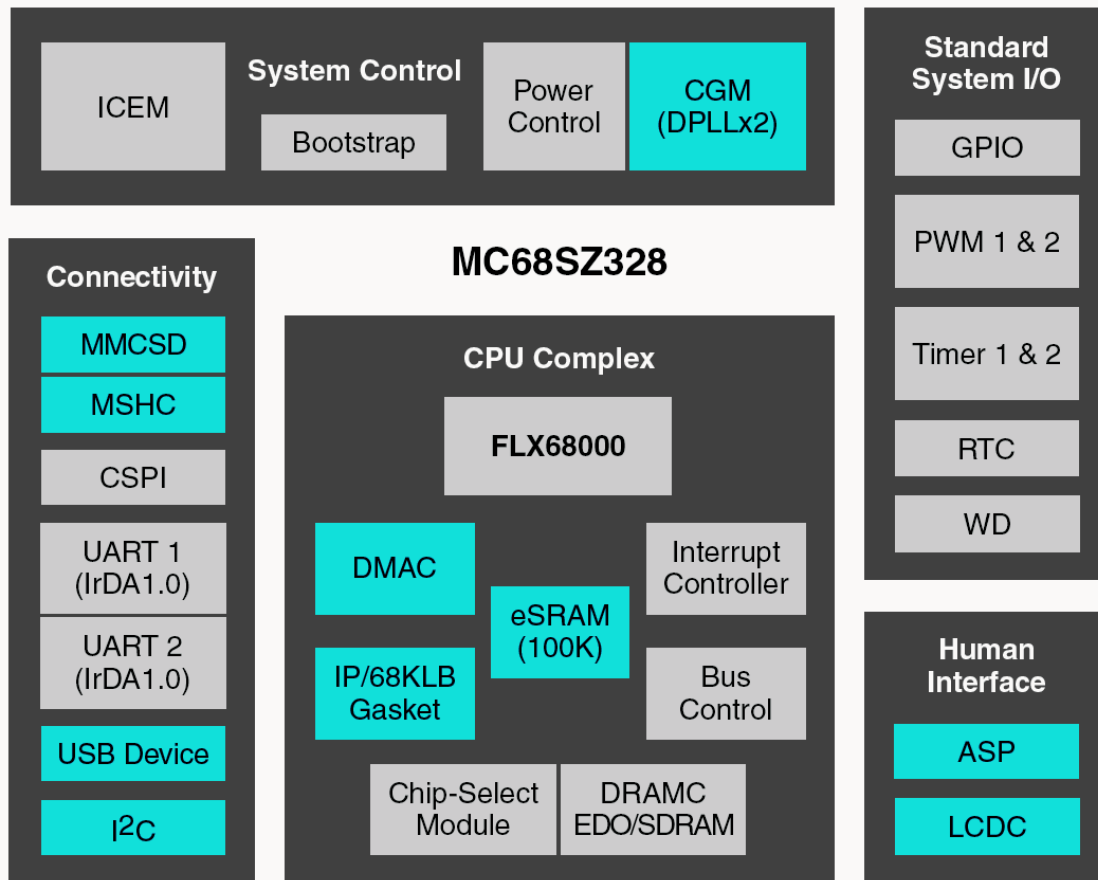 System Control
ICEM
Bootstrap
Power
Control
CGM
(DPLLx2)
Standard
System I/O
GPIO
PWM 1 & 2
Timer 1 & 2
RTC
WD
MC68SZ328
Connectivity
MMCSD
MSHC
CSPI
UART 1
(IrDA1.0)
UART 2
(IrDA1.0)
USB Device
I²C
CPU Complex
FLX68000
DMAC
eSRAM
(100K)
Interrupt
Controller
IP/68KLB
Gasket
Bus
Control
Chip-Select
Module
DRAMC
EDO/SDRAM
Human
Interface
ASP
LCDC